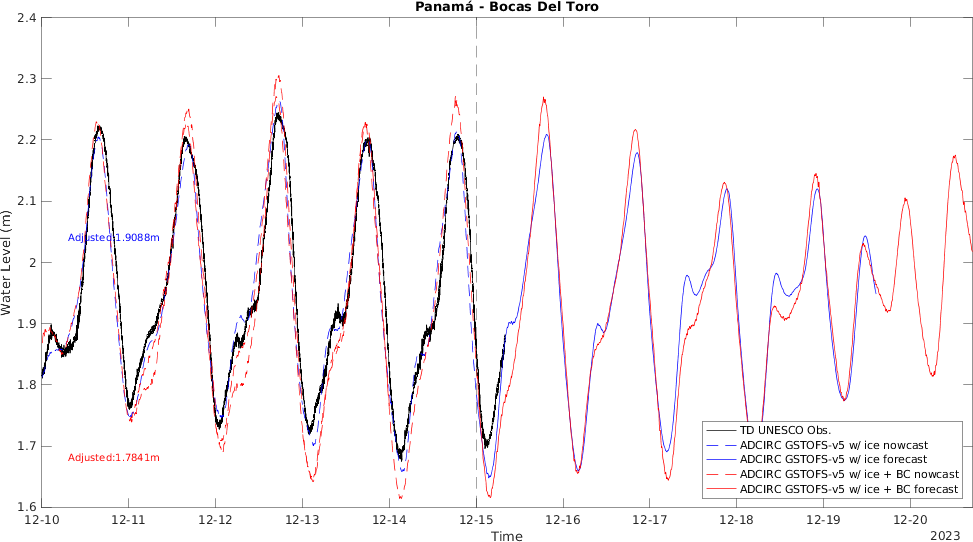 Panamá - Bocas Del Toro
2.4
2.3
2.2
2.1
2
1.9
1.8
1.7
1.6
Water Level (m)
Adjusted:1.9088m
Adjusted:1.7841m
TD UNESCO Obs.
ADCIRC GSTOFS-v5 w/ ice nowcast
ADCIRC GSTOFS-v5 w/ ice forecast
ADCIRC GSTOFS-v5 w/ ice + BC nowcast
ADCIRC GSTOFS-v5 w/ ice + BC forecast
12-10 12-11 12-12 12-13 12-14 12-15 12-16 12-17 12-18 12-19 12-20
Time
2023